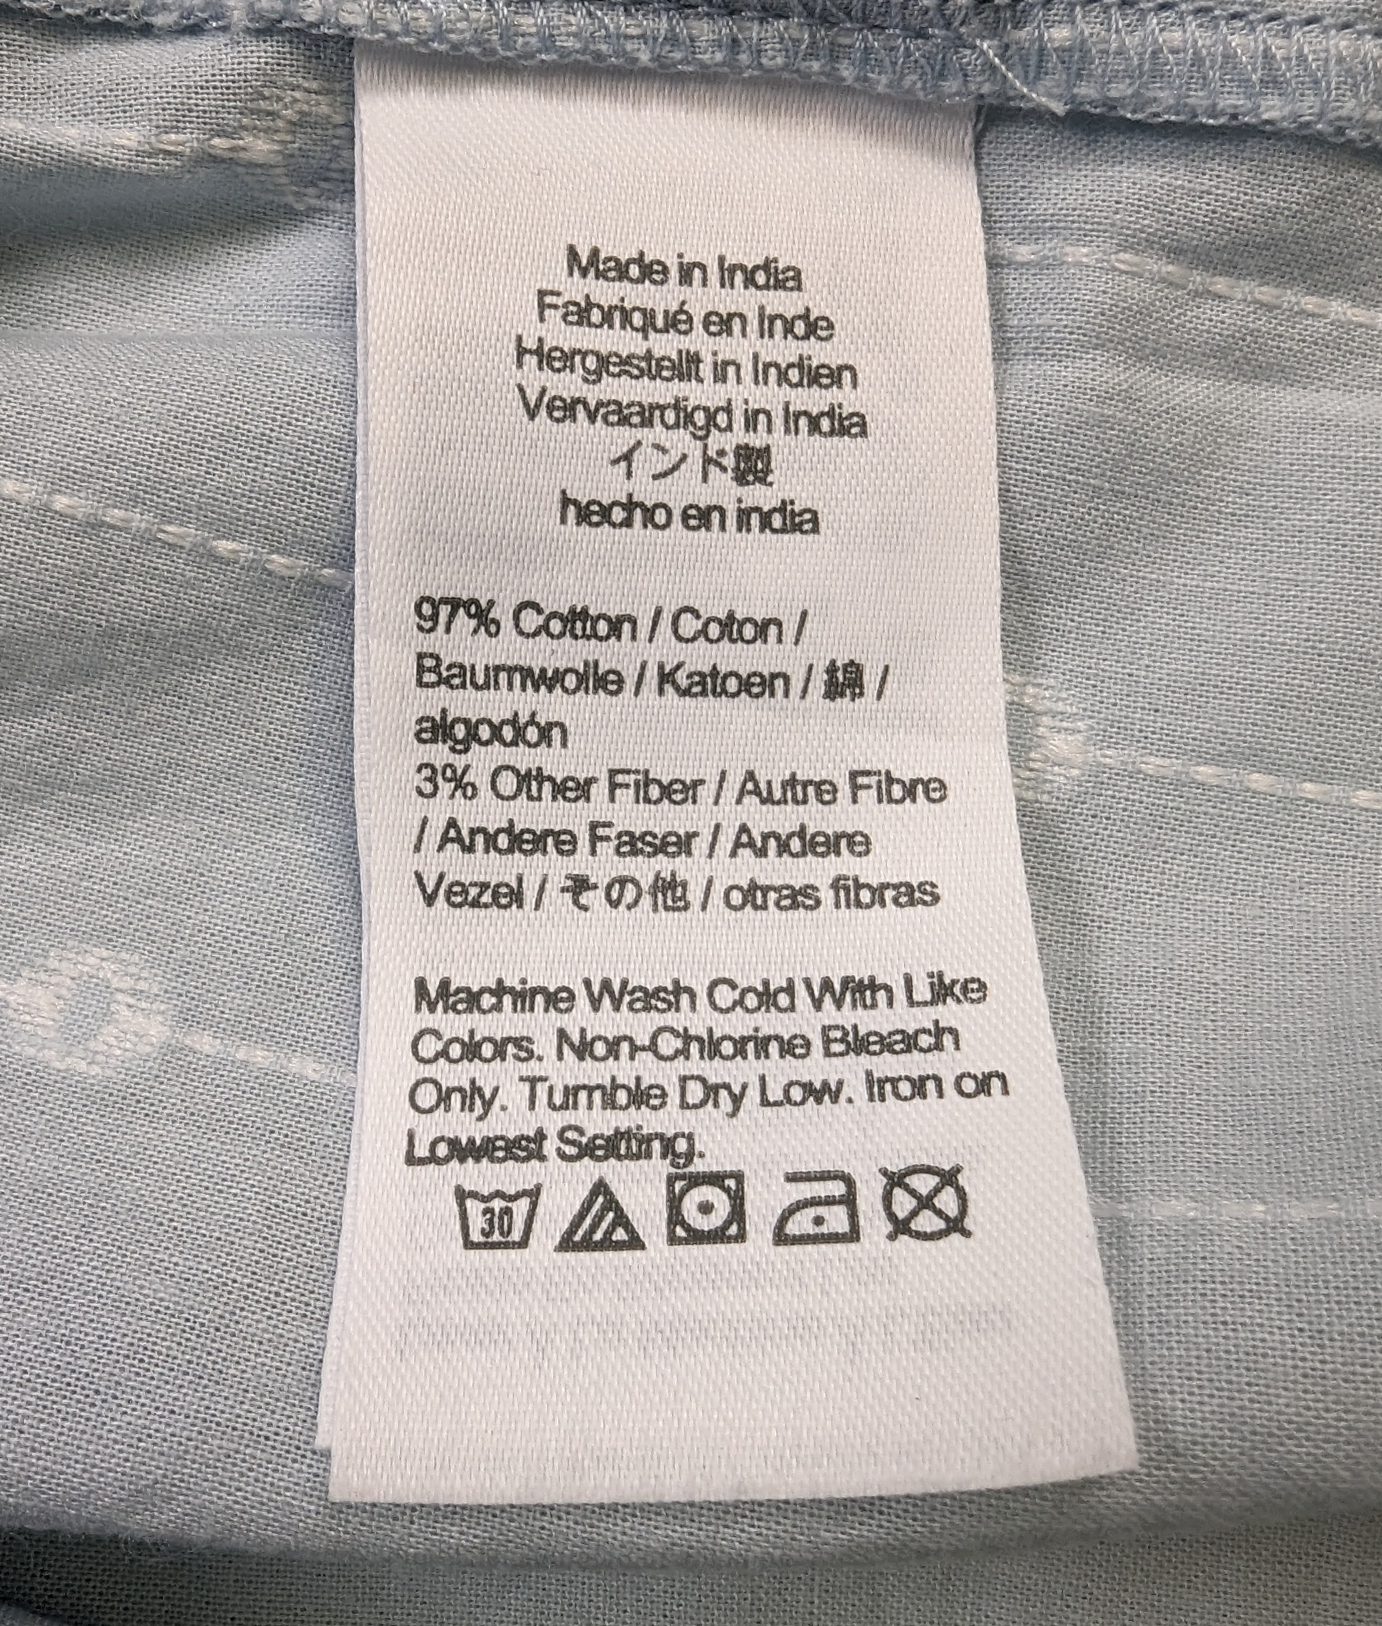 Made in India
Fabriqué en Inde
Hergestellt in Indien
Vervaardigd in India
インド製
hecho en india
97% Cotton / Coton /
Baumwolle / Katoen / 綿 /
algodón
3% Other Fiber / Autre Fibre
/ Andere Faser / Andere
Vezel / その他 / otras fibras
Machine Wash Cold With Like
Colors. Non-Chlorine Bleach
Only. Tumble Dry Low. Iron on
Lowest Setting.
30